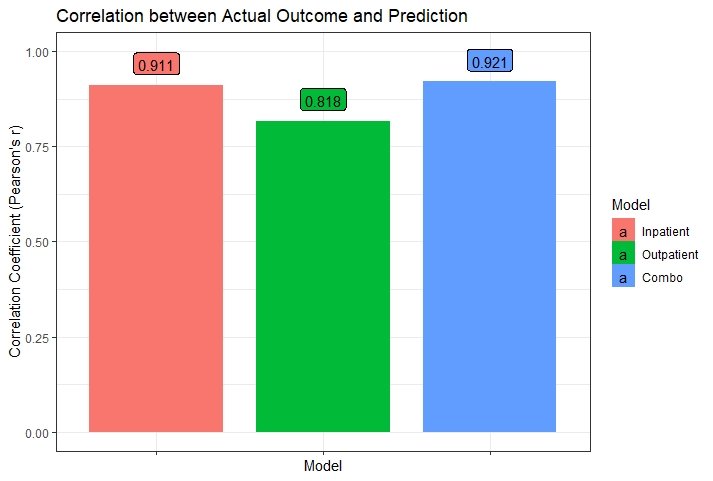 Correlation between Actual Outcome and Prediction
Correlation Coefficient (Pearson's r)
1.00
0.75
0.50
0.25
0.00
0.911
0.818
0.921
Model
Model
a Inpatient
a Outpatient
a Combo